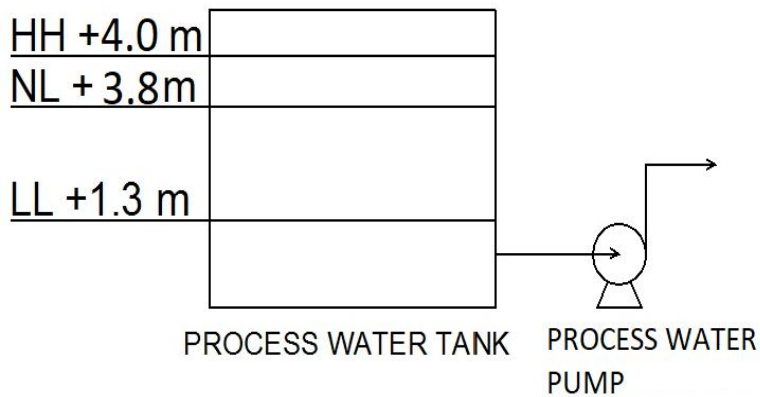 HH +4.0 m
NL + 3.8m
LL +1.3 m
PROCESS WATER TANK
PROCESS WATER
PUMP